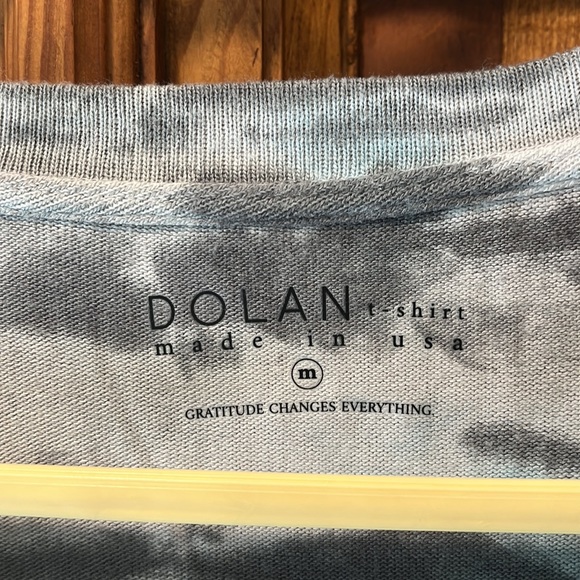 DOLAN t-shirt
made in usa
m
GRATITUDE CHANGES EVERYTHING.